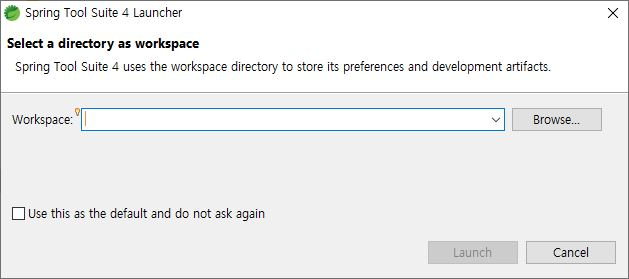 Spring Tool Suite 4 Launcher
Select a directory as workspace
Spring Tool Suite 4 uses the workspace directory to store its preferences and development artifacts.
Workspace: Browse...
Use this as the default and do not ask again
Launch Cancel